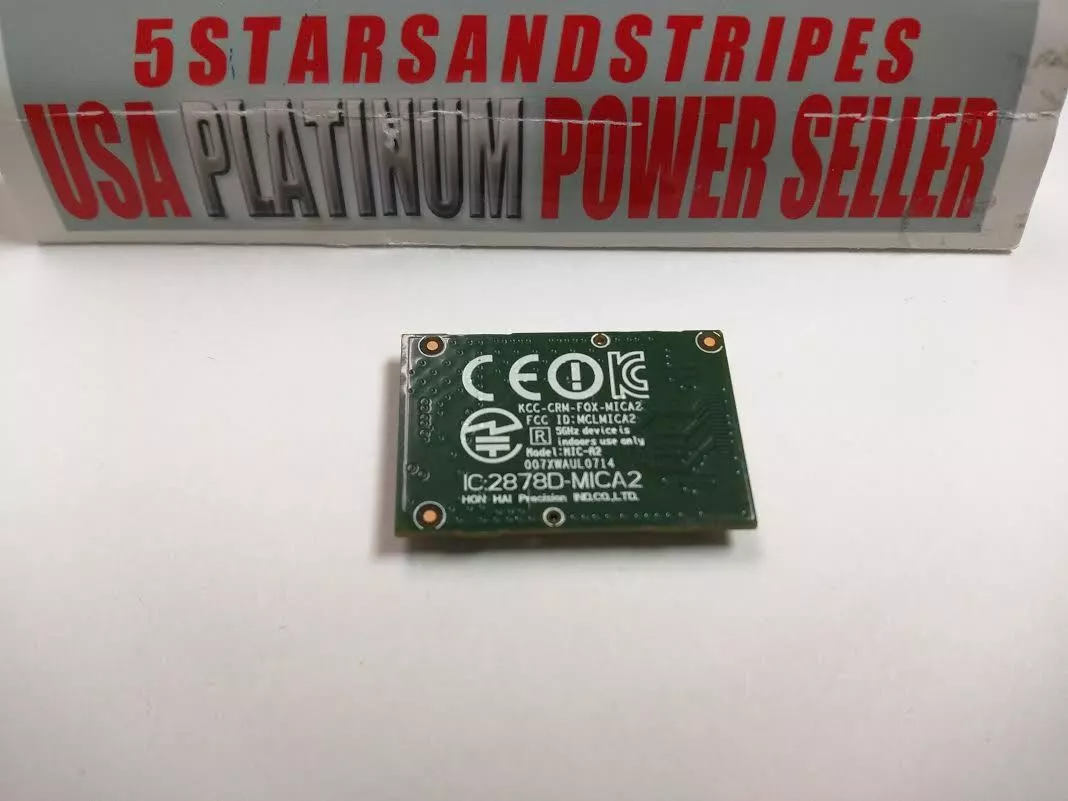 5STARSANDSTRIPES
USA PLATINUM POWER SELLER
CE
KC
KCC-CRM-FOX-MICA2
FCC ID:MCLMICA2
R 5GHz device is
indoors use only
Model:MIC-A2
007XWAUL0714
IC:2878D-MICA2
HON HAI Precision IND.CO.,LTD.